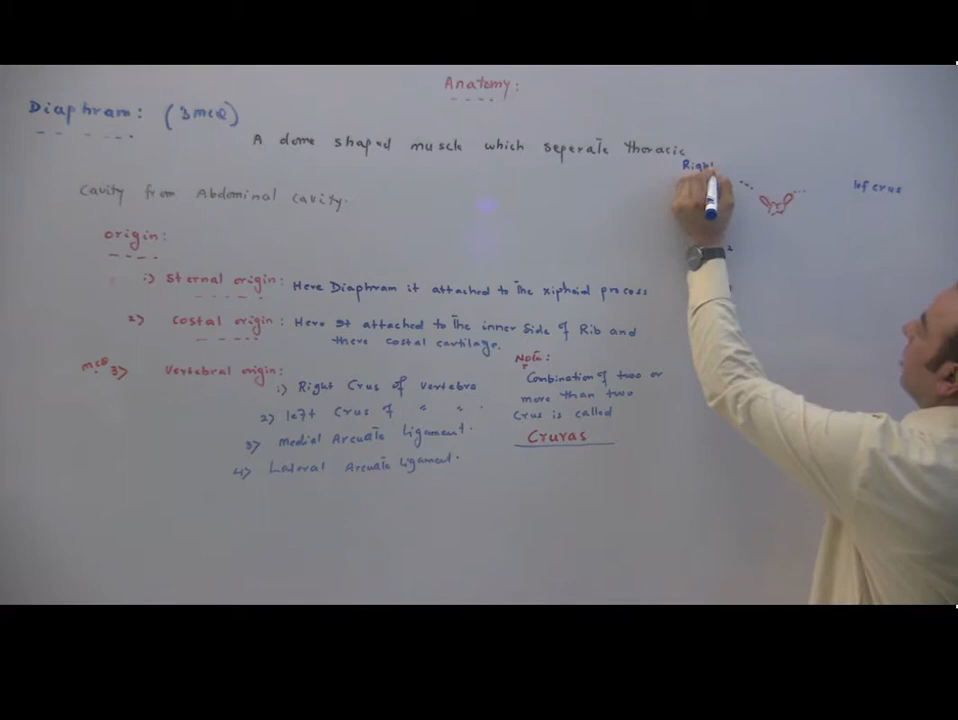 Anatomy:
Diaphram: (3mcQ)
A dome shaped muscle which seperate thoracic
Cavity from Abdominal Cavity.
Right
lef crus
origin:
1) Sternal origin: Here Diaphram it attached to the xiphoid process
2) Costal origin: Here it attached to the inner side of Rib and
there costal cartilage.
mcQ 3) Vertebral origin:
1) Right Crus of vertebra
2) left Crus of " " .
3) medial Arcuate ligament.
4) Lateral Arcuate ligament.
Note:
Combination of two or
more than two
Crus is called
Cruras
2